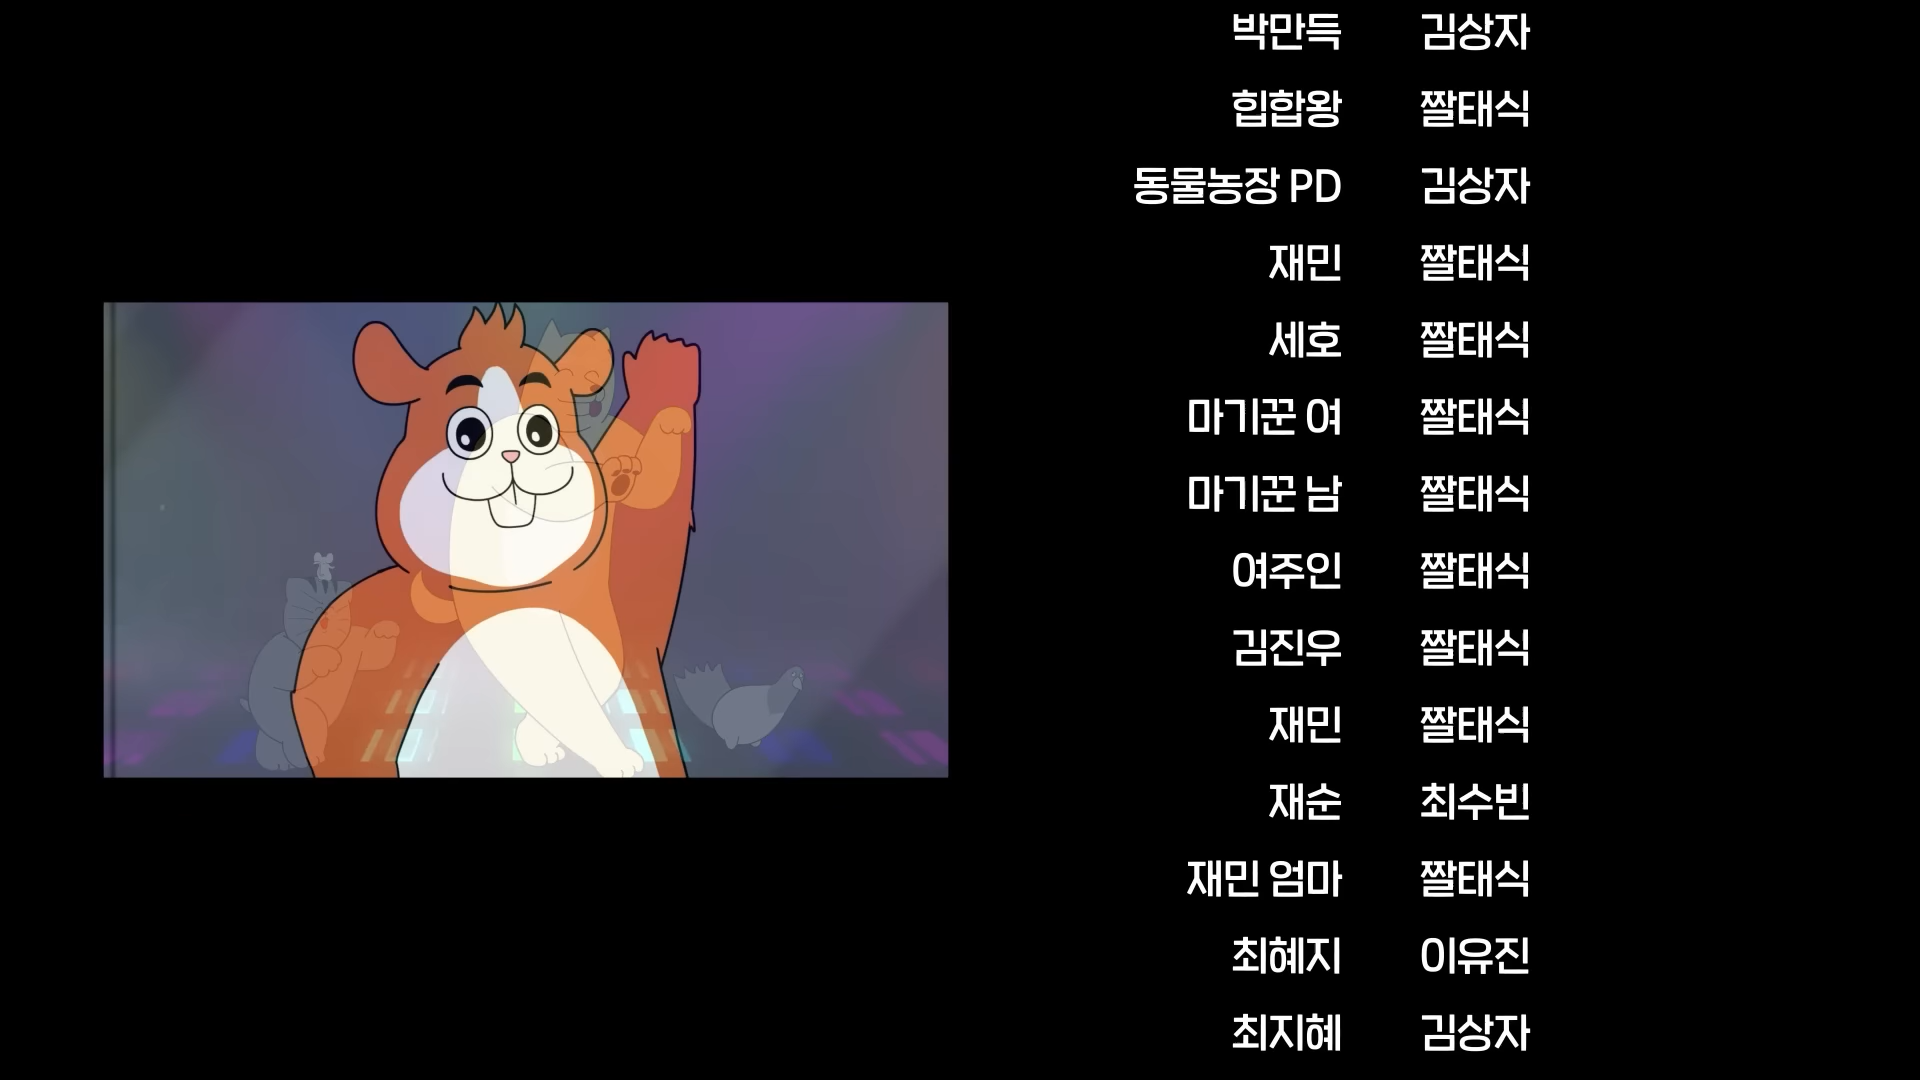 박만득 김상자
힙합왕 짤태식
동물농장 PD 김상자
재민 짤태식
세호 짤태식
마기꾼 여 짤태식
마기꾼 남 짤태식
여주인 짤태식
김진우 짤태식
재민 짤태식
재순 최수빈
재민 엄마 짤태식
최혜지 이유진
최지혜 김상자